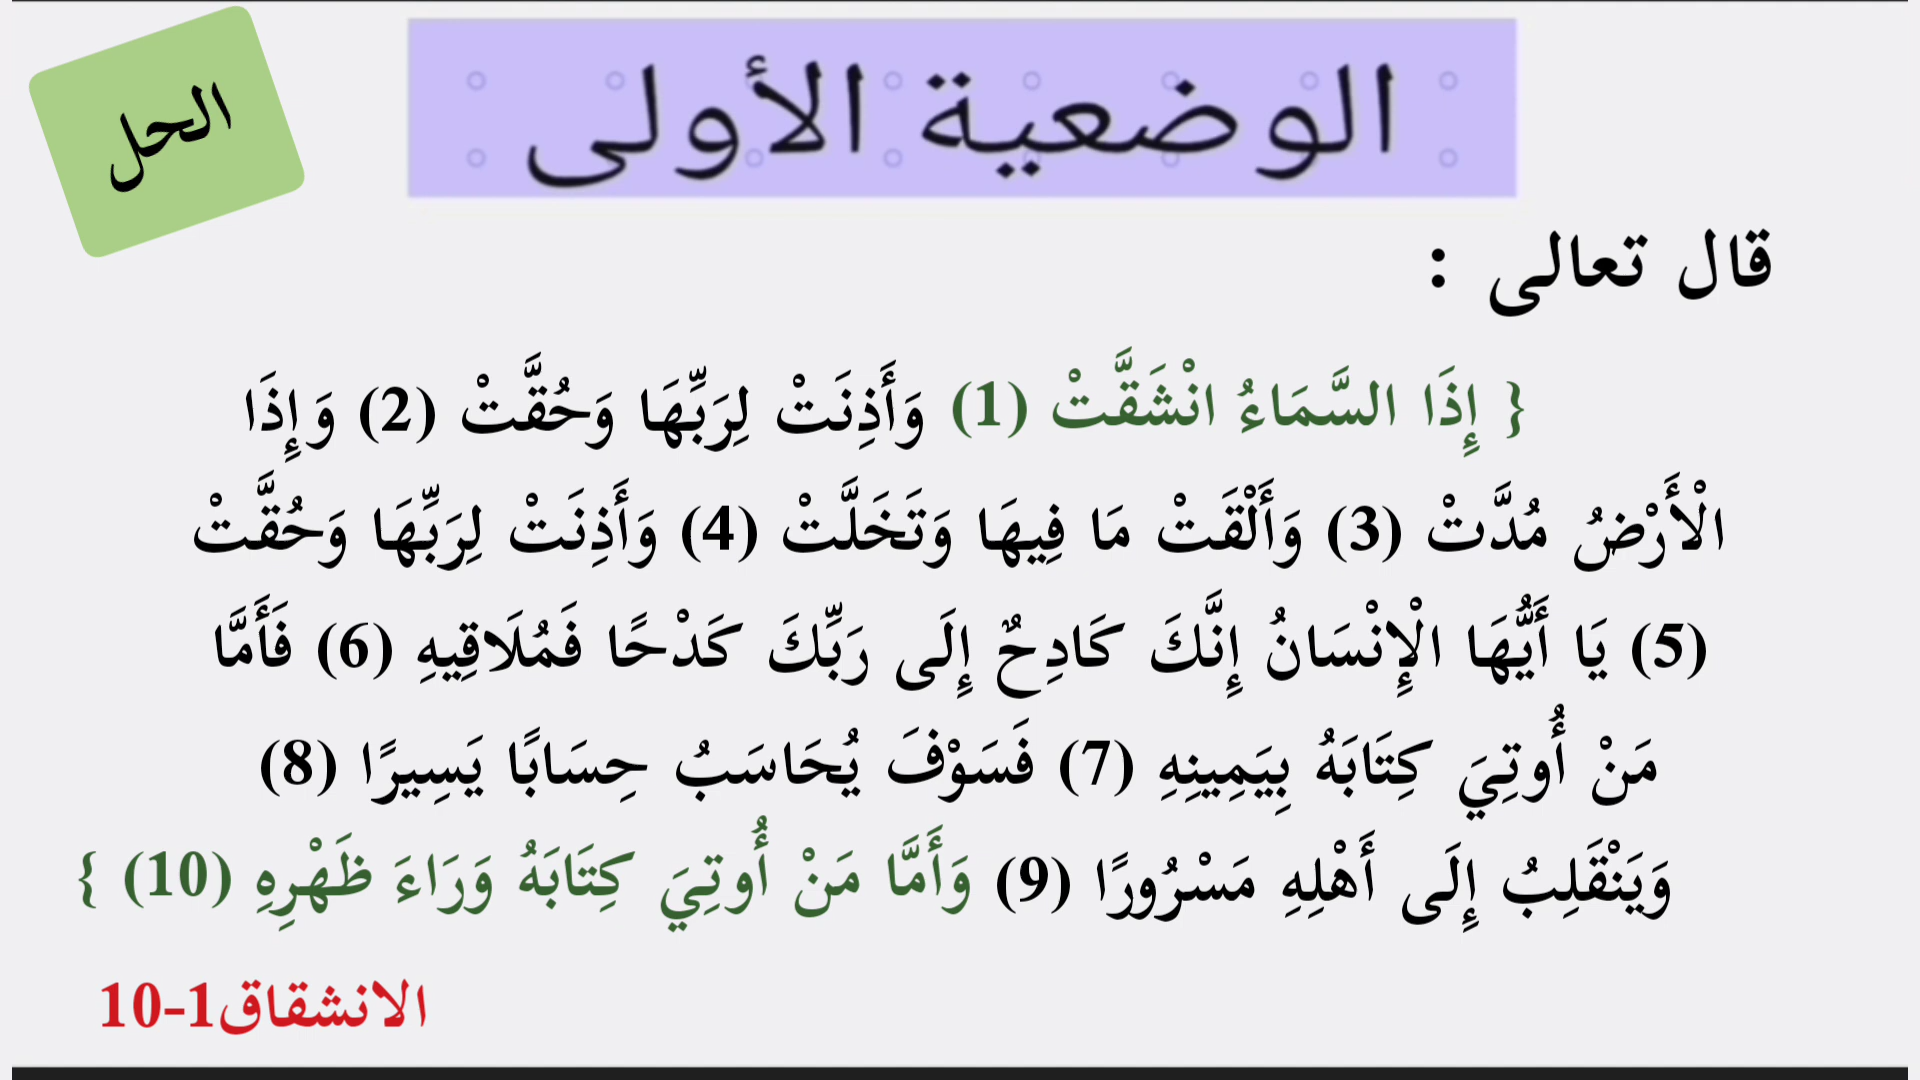 الوضعية الأولى
الحل
قال تعالى :
{ إِذَا السَّمَاءُ انْشَقَّتْ (1) وَأَذِنَتْ لِرَبِّهَا وَحُقَّتْ (2) وَإِذَا
الْأَرْضُ مُدَّتْ (3) وَأَلْقَتْ مَا فِيهَا وَتَخَلَّتْ (4) وَأَذِنَتْ لِرَبِّهَا وَحُقَّتْ
(5) يَا أَيُّهَا الْإِنْسَانُ إِنَّكَ كَادِحٌ إِلَى رَبِّكَ كَدْحًا فَمُلَاقِيهِ (6) فَأَمَّا
مَنْ أُوتِيَ كِتَابَهُ بِيَمِينِهِ (7) فَسَوْفَ يُحَاسَبُ حِسَابًا يَسِيرًا (8)
وَيَنْقَلِبُ إِلَى أَهْلِهِ مَسْرُورًا (9) وَأَمَّا مَنْ أُوتِيَ كِتَابَهُ وَرَاءَ ظَهْرِهِ (10) }
الانشقاق1-10